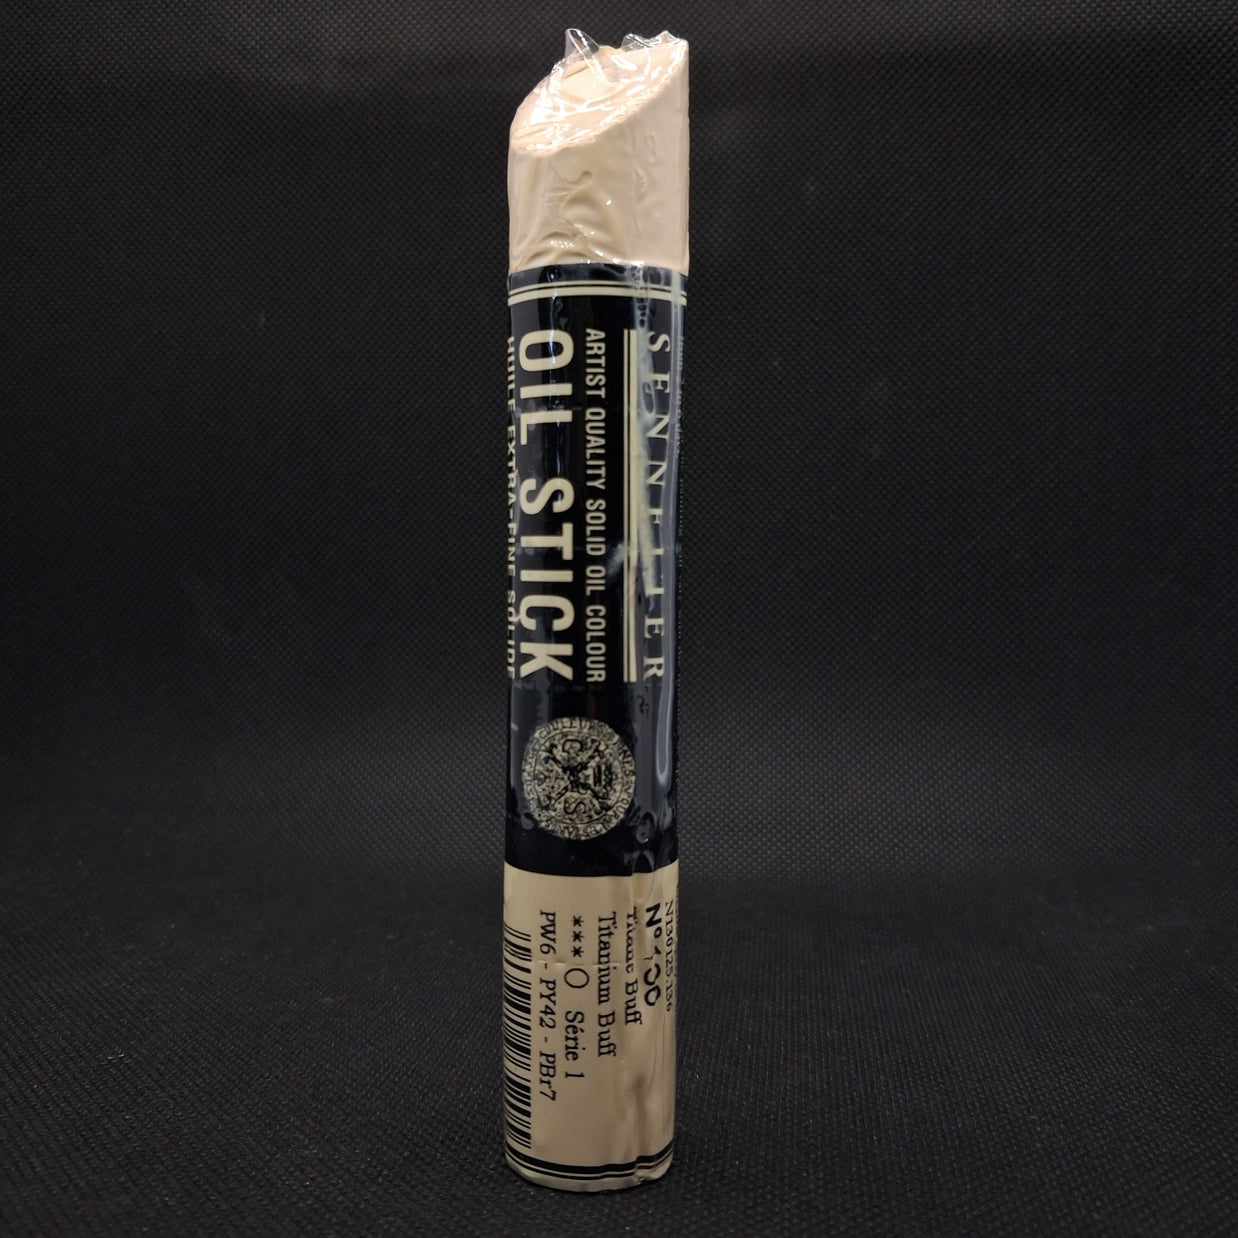 SENNELIER
ARTIST QUALITY SOLID OIL COLOUR
OIL STICK
HUILE EXTRA-FINE SOLIDE
Titane Buff
Titanium Buff
***O Série 1
PW6 - PY42 - PBr7